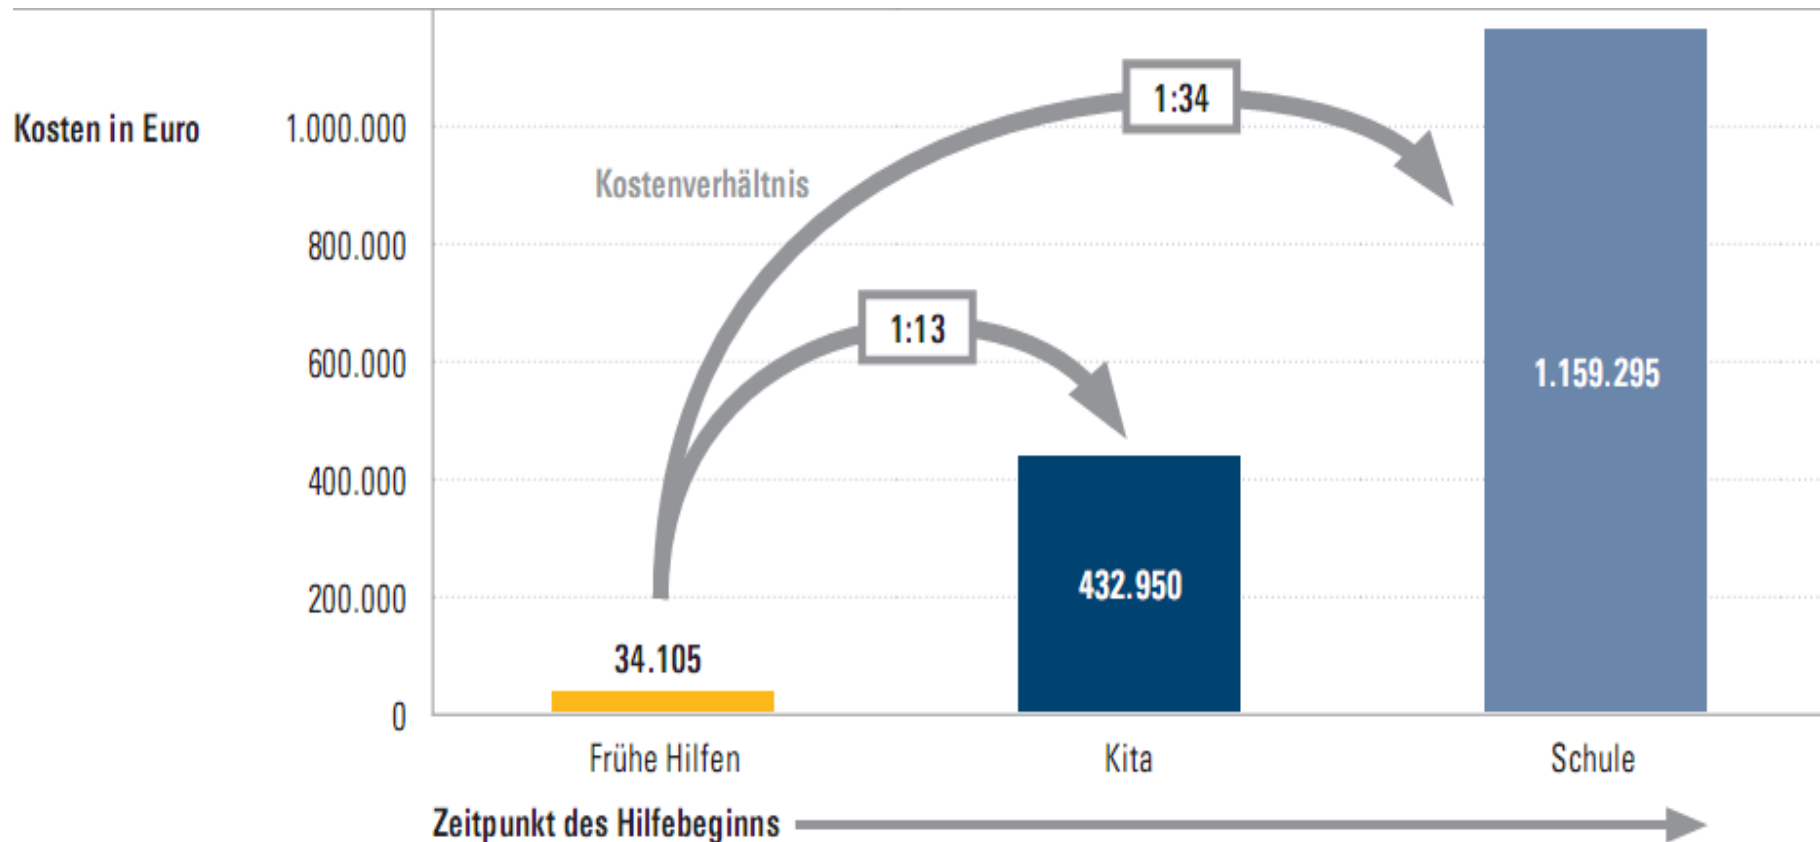 1:34
Kosten in Euro
1.000.000
Kostenverhältnis
800.000
1:13
600.000
1.159.295
400.000
432.950
200.000
34.105
0
Frühe Hilfen
Kita
Schule
Zeitpunkt des Hilfebeginns